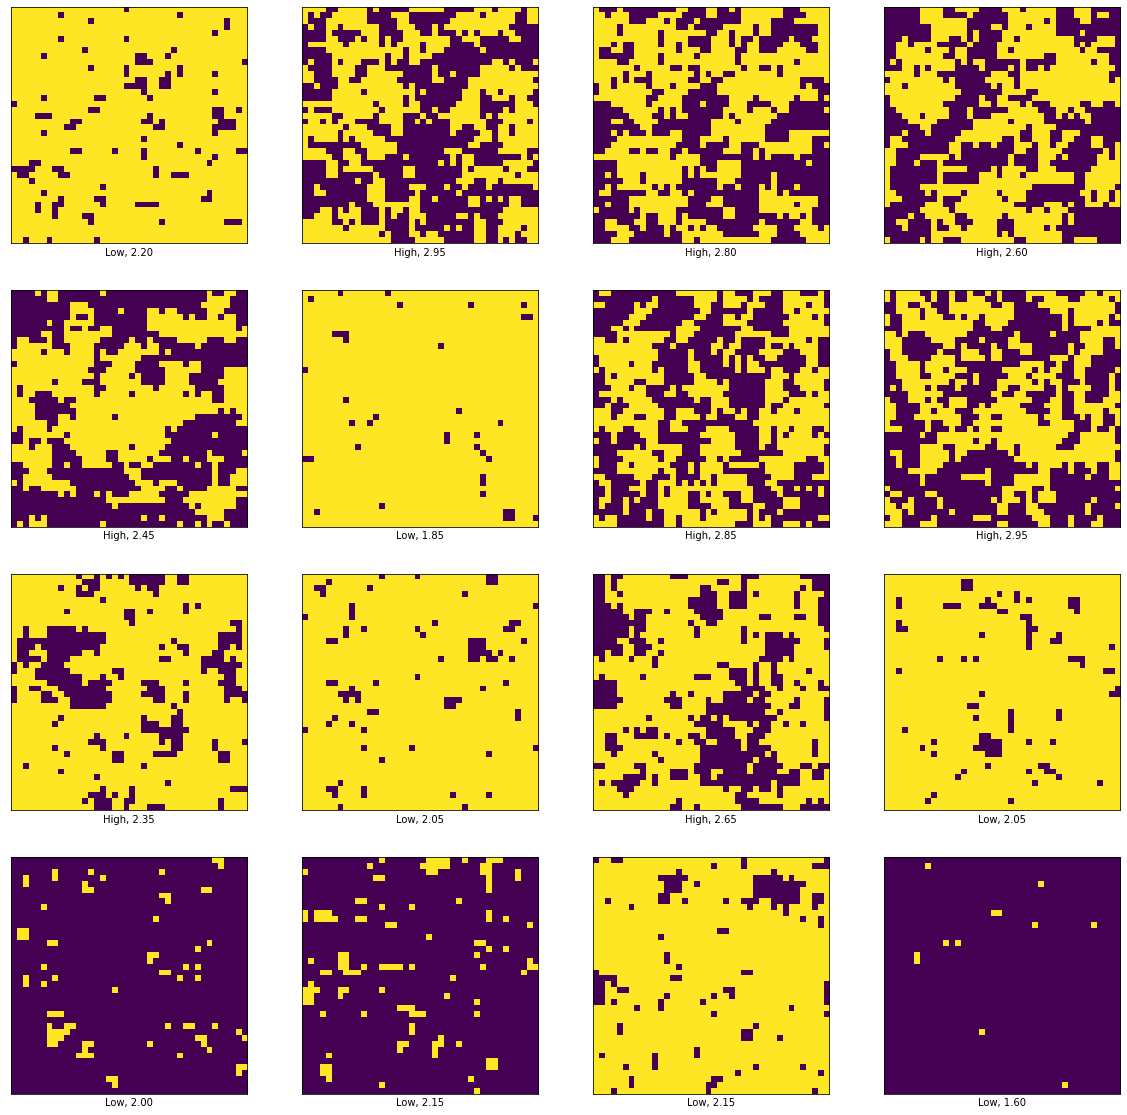 Low, 2.20
High, 2.95
High, 2.80
High, 2.60
High, 2.45
Low, 1.85
High, 2.85
High, 2.95
High, 2.35
Low, 2.05
High, 2.65
Low, 2.05
Low, 2.00
Low, 2.15
Low, 2.15
Low, 1.60